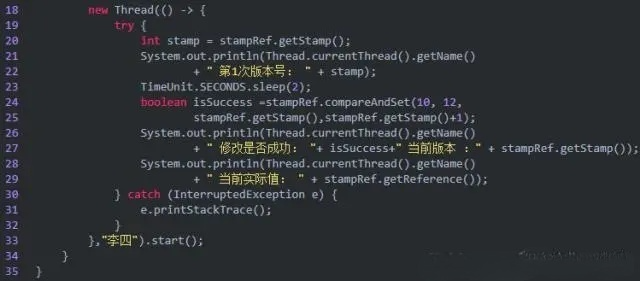 18 new Thread(() -> {
19 try {
20 int stamp = stampRef.getStamp();
21 System.out.println(Thread.currentThread().getName()
22 + " 第1次版本号： " + stamp);
23 TimeUnit.SECONDS.sleep(2);
24 boolean isSuccess =stampRef.compareAndSet(10, 12,
25 stampRef.getStamp(),stampRef.getStamp()+1);
26 System.out.println(Thread.currentThread().getName()
27 + " 修改是否成功： "+ isSuccess+" 当前版本 ：" + stampRef.getStamp());
28 System.out.println(Thread.currentThread().getName()
29 + " 当前实际值： " + stampRef.getReference());
30 } catch (InterruptedException e) {
31 e.printStackTrace();
32 }
33 },"李四").start();
34 }
35 }